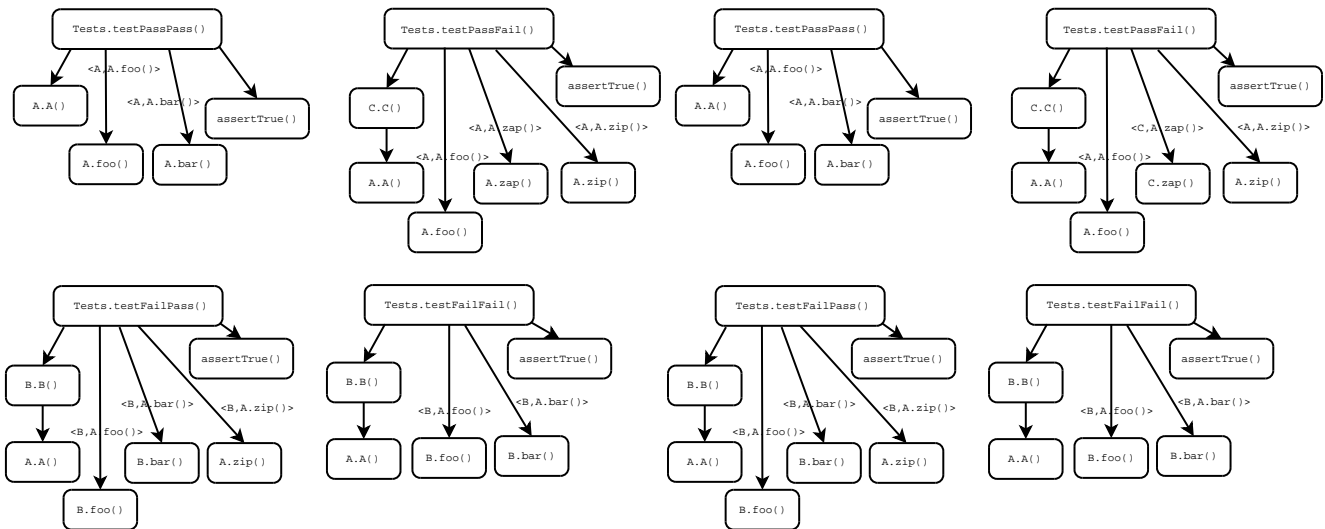 Tests.testPassPass()
<A,A.foo()>
A.A()
<A,A.bar()>
assertTrue()
A.foo()
A.bar()
Tests.testPassFail()
assertTrue()
C.C()
<A,A.zap()>
<A,A.zip()>
<A,A.foo()>
A.A()
A.zap()
A.zip()
A.foo()
Tests.testPassPass()
<A,A.foo()>
A.A()
<A,A.bar()>
assertTrue()
A.foo()
A.bar()
Tests.testPassFail()
assertTrue()
C.C()
<C,A.zap()>
<A,A.zip()>
<A,A.foo()>
A.A()
C.zap()
A.zip()
A.foo()
Tests.testFailPass()
assertTrue()
B.B()
<B,A.bar()>
<B,A.zip()>
<B,A.foo()>
A.A()
B.bar()
A.zip()
B.foo()
Tests.testFailFail()
assertTrue()
B.B()
<B,A.foo()>
<B,A.bar()>
A.A()
B.foo()
B.bar()
Tests.testFailPass()
assertTrue()
B.B()
<B,A.bar()>
<B,A.zip()>
<B,A.foo()>
A.A()
B.bar()
A.zip()
B.foo()
Tests.testFailFail()
assertTrue()
B.B()
<B,A.foo()>
<B,A.bar()>
A.A()
B.foo()
B.bar()